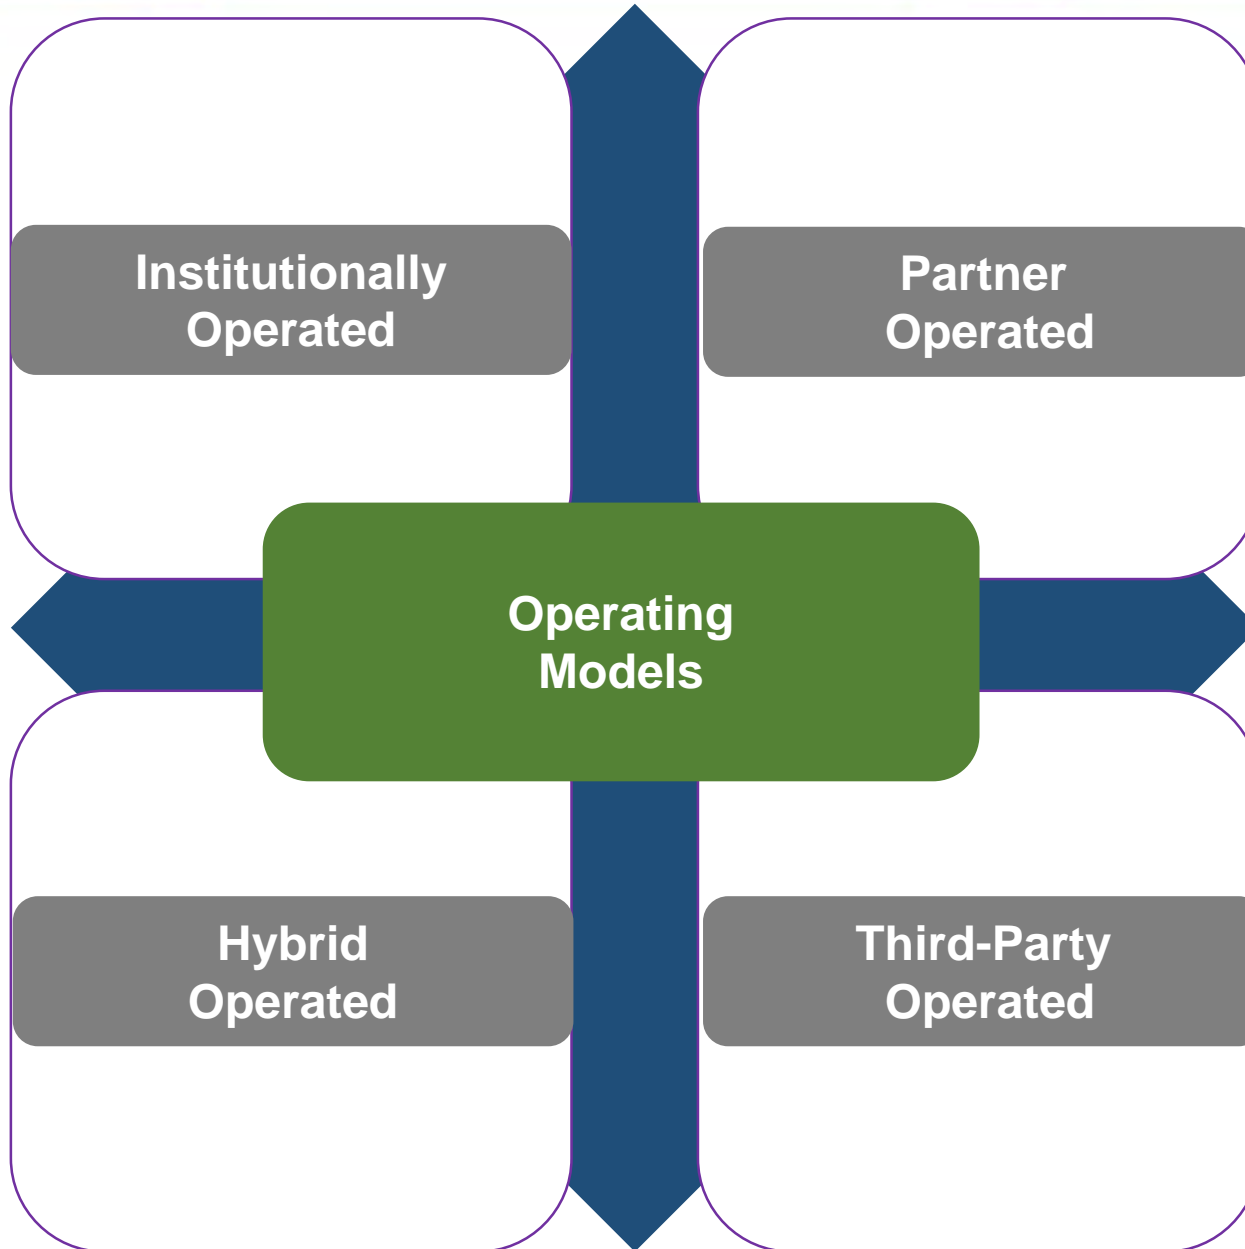 Institutionally
Operated
Partner
Operated
Operating
Models
Hybrid
Operated
Third-Party
Operated